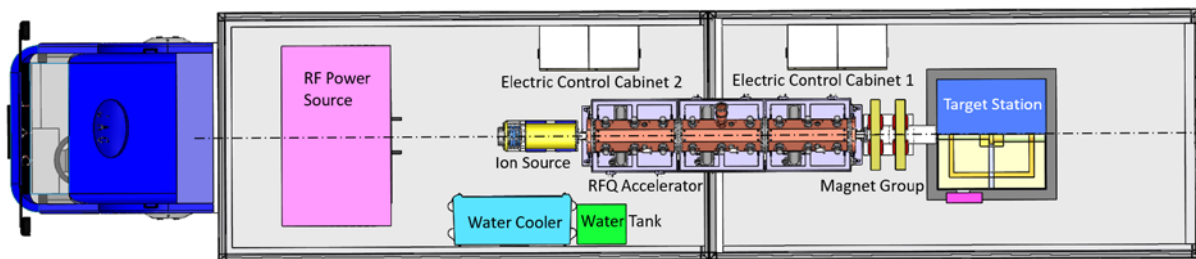 RF Power
Source
Electric Control Cabinet 2
Electric Control Cabinet 1
Target Station
Ion Source
RFQ Accelerator
Magnet Group
Water Cooler
Water Tank